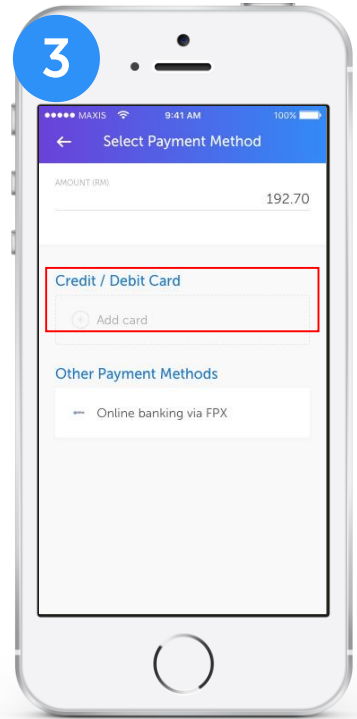 3
MAXIS 9:41 AM 100%
Select Payment Method
AMOUNT (RM)
192.70
Credit / Debit Card
Add card
Other Payment Methods
Online banking via FPX